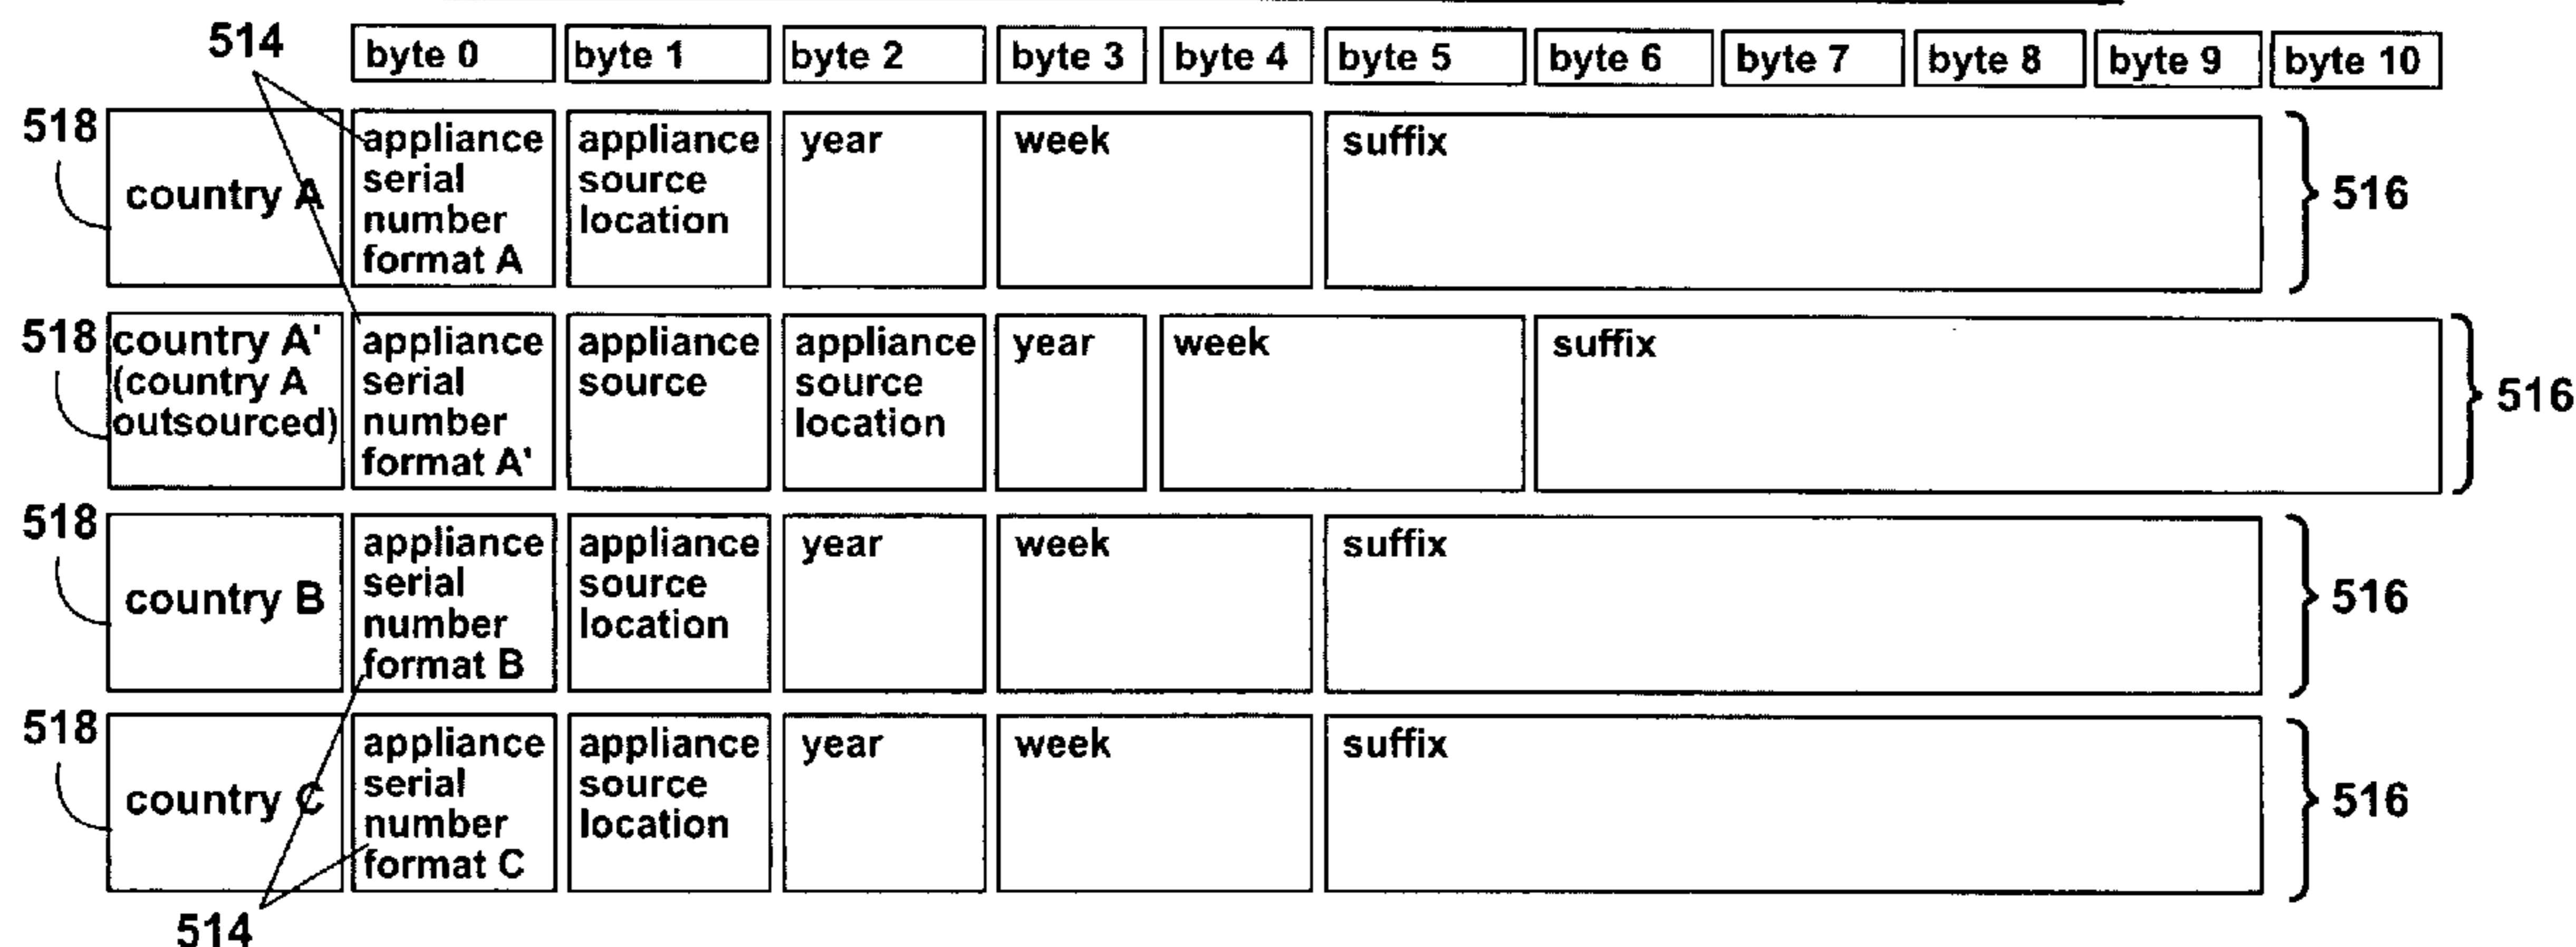 514
byte 0
byte 1
byte 2
byte 3
byte 4
byte 5
byte 6
byte 7
byte 8
byte 9
byte 10
518
country A
appliance
serial
number
format A
appliance
source
location
year
week
suffix
516
518
country A'
(country A
outsourced)
appliance
serial
number
format A'
appliance
source
appliance
source
location
year
week
suffix
516
518
country B
appliance
serial
number
format B
appliance
source
location
year
week
suffix
516
518
country C
appliance
serial
number
format C
appliance
source
location
year
week
suffix
516
514